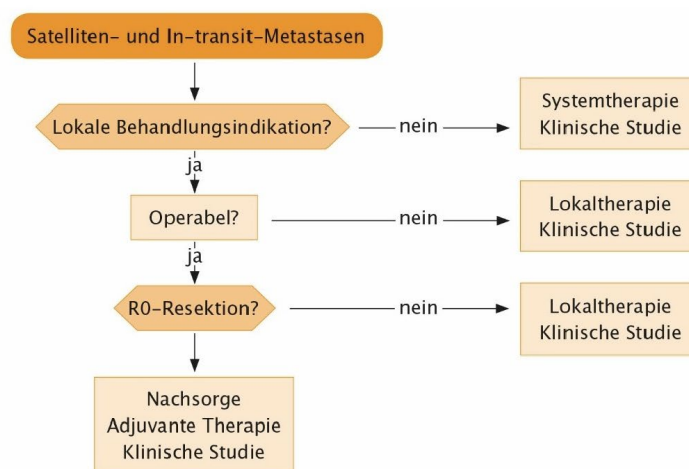 Satelliten- und In-transit-Metastasen
Lokale Behandlungsindikation?
nein
Systemtherapie
Klinische Studie
ja
Operabel?
nein
Lokaltherapie
Klinische Studie
ja
R0-Resektion?
nein
Lokaltherapie
Klinische Studie
Nachsorge
Adjuvante Therapie
Klinische Studie